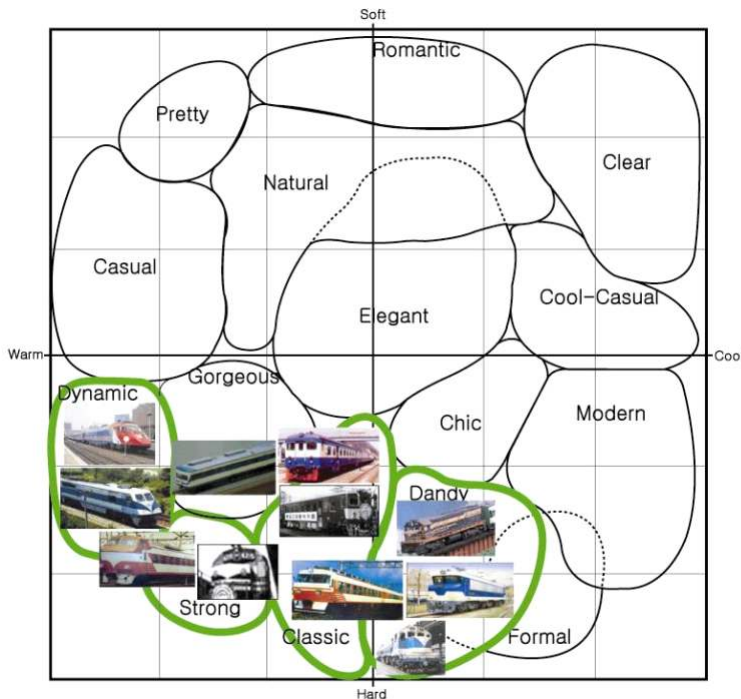 Soft
Romantic
Pretty
Clear
Natural
Casual
Cool-Casual
Elegant
Warm
Coo
Gorgeous
Dynamic
Modern
Chic
Dandy
Strong
Classic
Formal
Hard